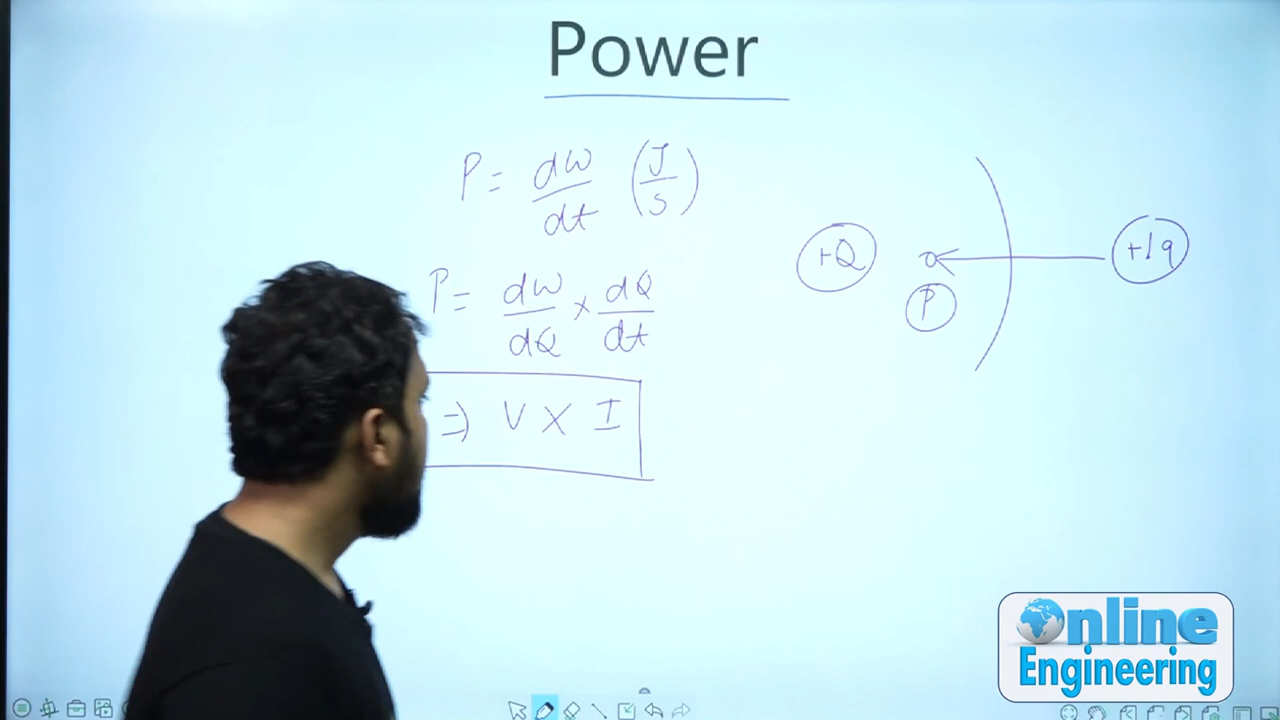 Power
P = dw/dt (J/s)
P = dw/dQ × dQ/dt
⇒ V × I
+Q
P
+1q
Online
Engineering